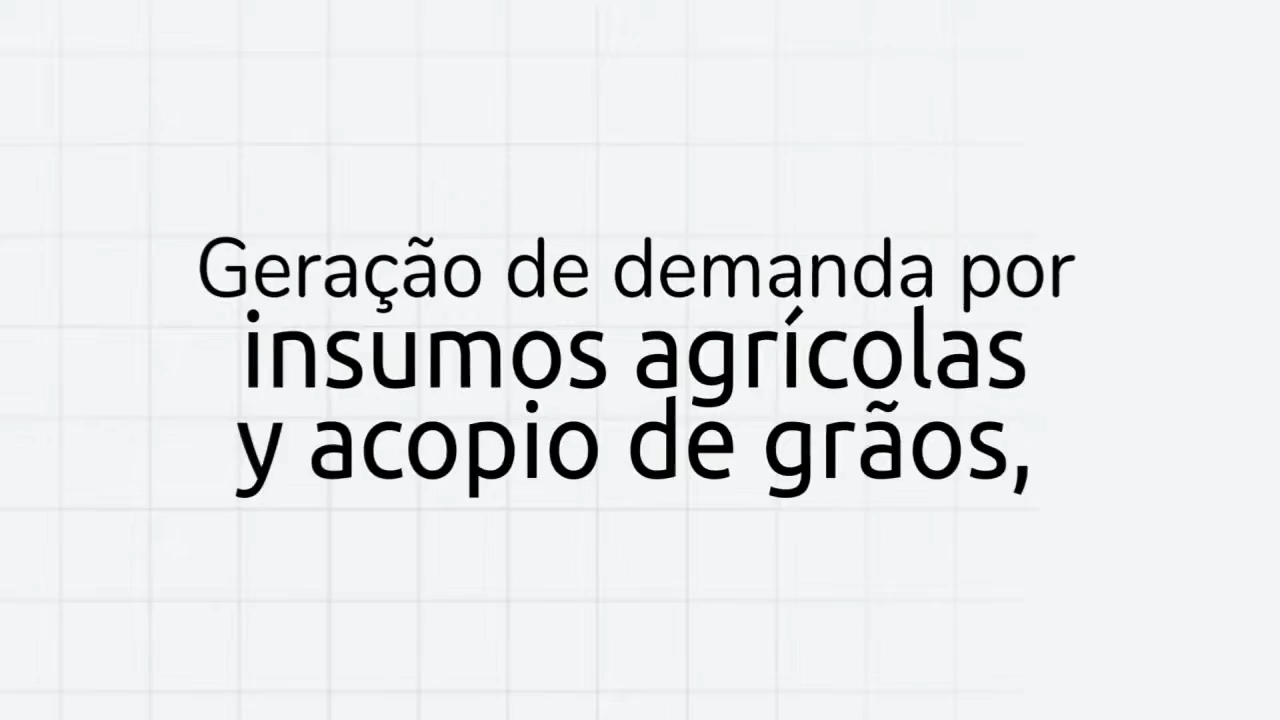 Geração de demanda por
insumos agrícolas
y acopio de grãos,